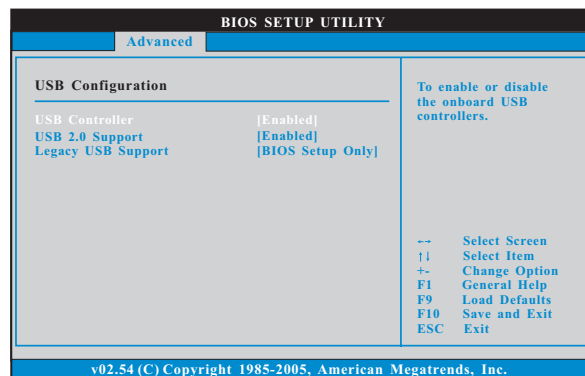 BIOS SETUP UTILITY
Advanced
USB Configuration
USB Controller [Enabled]
USB 2.0 Support [Enabled]
Legacy USB Support [BIOS Setup Only]
To enable or disable
the onboard USB
controllers.
←→ Select Screen
↑↓ Select Item
+- Change Option
F1 General Help
F9 Load Defaults
F10 Save and Exit
ESC Exit
v02.54 (C) Copyright 1985-2005, American Megatrends, Inc.